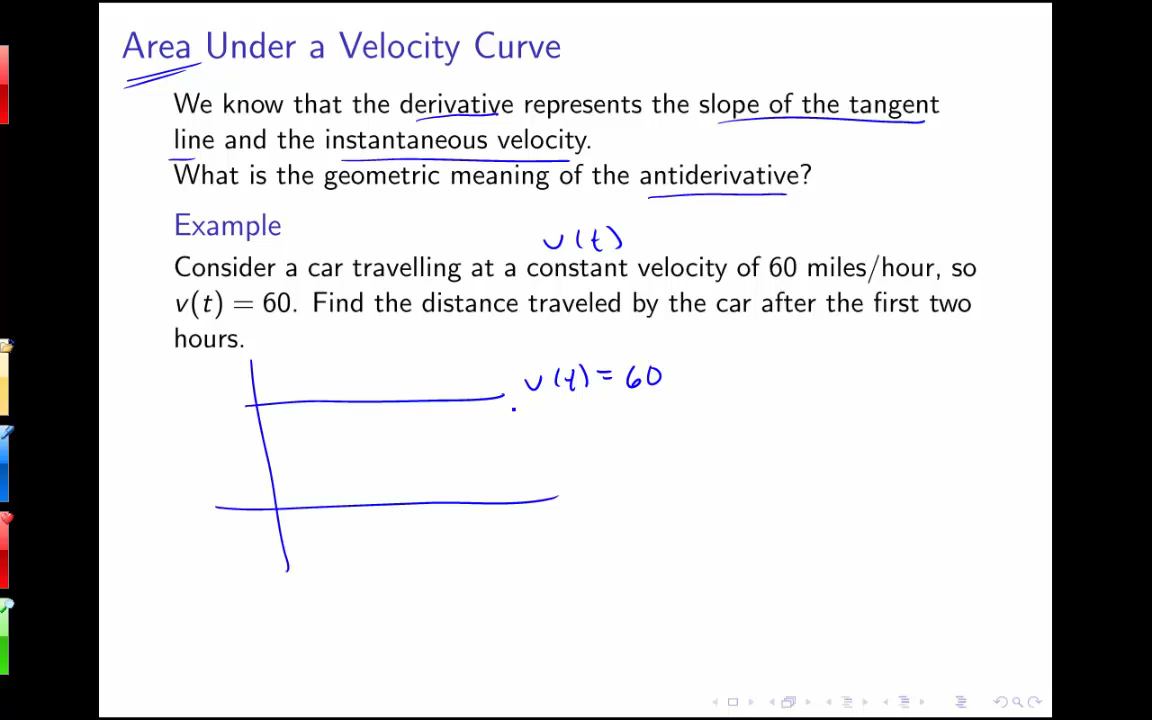 Area Under a Velocity Curve
We know that the derivative represents the slope of the tangent
line and the instantaneous velocity.
What is the geometric meaning of the antiderivative?
Example
v(t)
Consider a car travelling at a constant velocity of 60 miles/hour, so
v(t) = 60. Find the distance traveled by the car after the first two
hours.
v(t) = 60